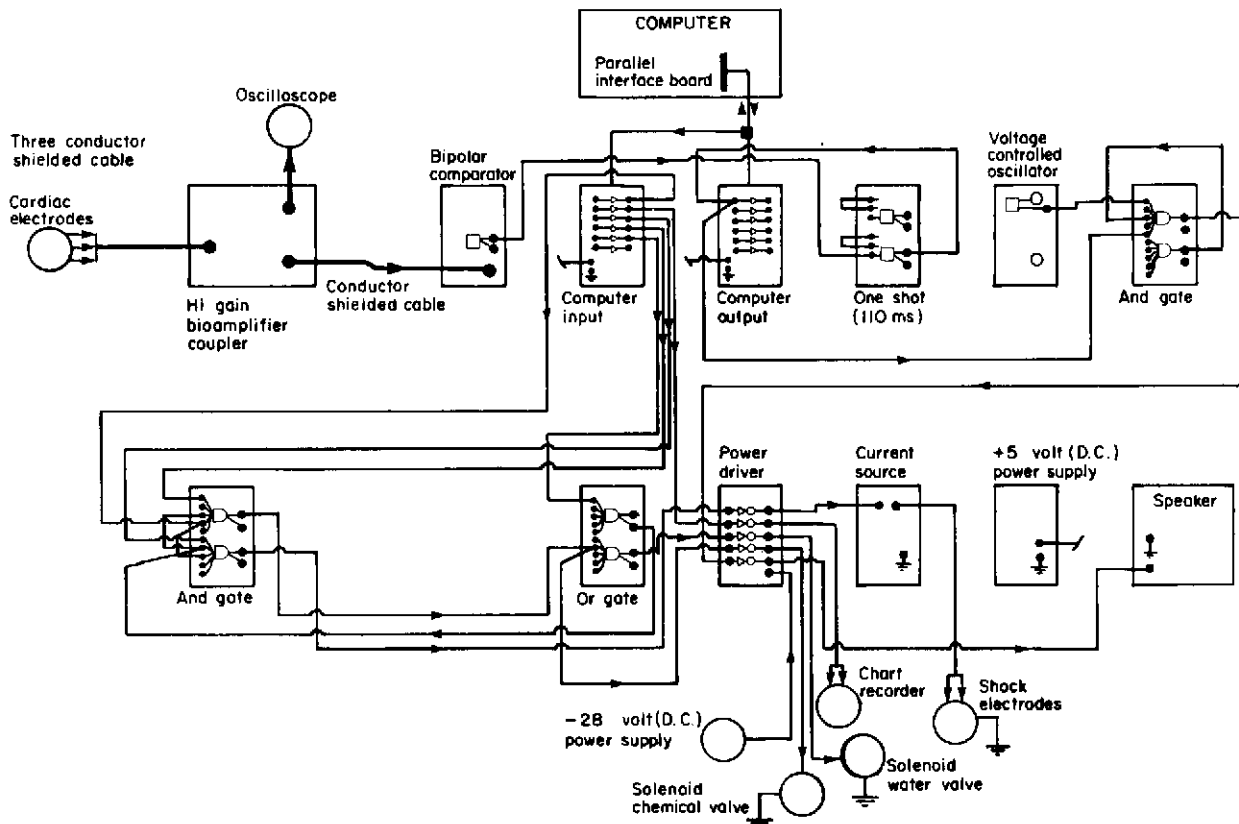 COMPUTER
Parallel
interface board
Oscilloscope
Three conductor
shielded cable
Cardiac
electrodes
Bipolar
comparator
Voltage
controlled
oscillator
Hi gain
bioamplifier
coupler
Conductor
shielded cable
Computer
input
Computer
output
One shot
(110 ms)
And gate
Power
driver
Current
source
+5 volt (D.C.)
power supply
Speaker
And gate
Or gate
-28 volt (D.C.)
power supply
Chart
recorder
Shock
electrodes
Solenoid
water valve
Solenoid
chemical valve